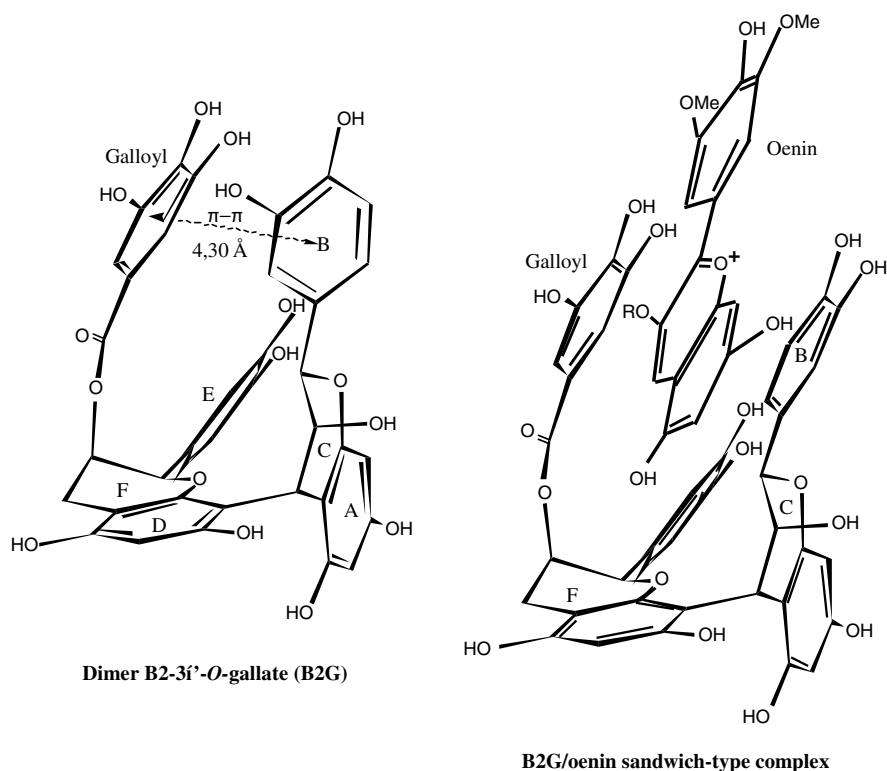 OH
OH
Galloyl
HO
π–π
4,30 Å
O
O
OH
HO
B
OH
OH
E
O
OH
C
F
O
D
A
HO
OH
OH
HO
Dimer B2-3í’-O-gallate (B2G)
OH
OMe
OMe
Oenin
OH
OH
Galloyl
HO
O+
RO
OH
OH
OH
B
O
OH
OH
OH
O
C
O
OH
F
O
HO
OH
OH
HO
B2G/oenin sandwich-type complex